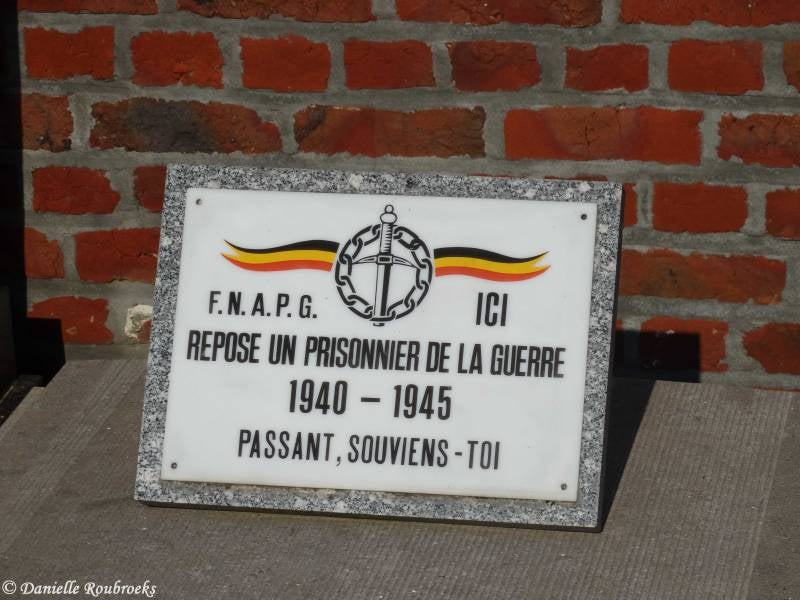 F.N.A.P.G. ICI
REPOSE UN PRISONNIER DE LA GUERRE
1940 – 1945
PASSANT, SOUVIENS-TOI
© Danielle Roubroeks